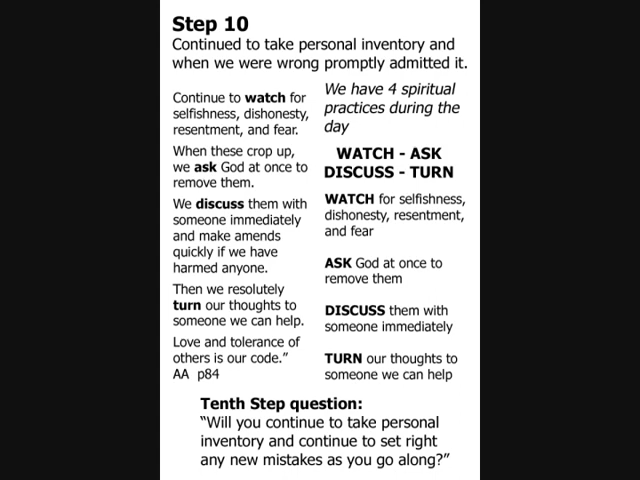 Step 10
Continued to take personal inventory and
when we were wrong promptly admitted it.
Continue to watch for
selfishness, dishonesty,
resentment, and fear.
When these crop up,
we ask God at once to
remove them.
We discuss them with
someone immediately
and make amends
quickly if we have
harmed anyone.
Then we resolutely
turn our thoughts to
someone we can help.
Love and tolerance of
others is our code.”
AA p84
We have 4 spiritual
practices during the
day
WATCH - ASK
DISCUSS - TURN
WATCH for selfishness,
dishonesty, resentment,
and fear
ASK God at once to
remove them
DISCUSS them with
someone immediately
TURN our thoughts to
someone we can help
Tenth Step question:
“Will you continue to take personal
inventory and continue to set right
any new mistakes as you go along?”